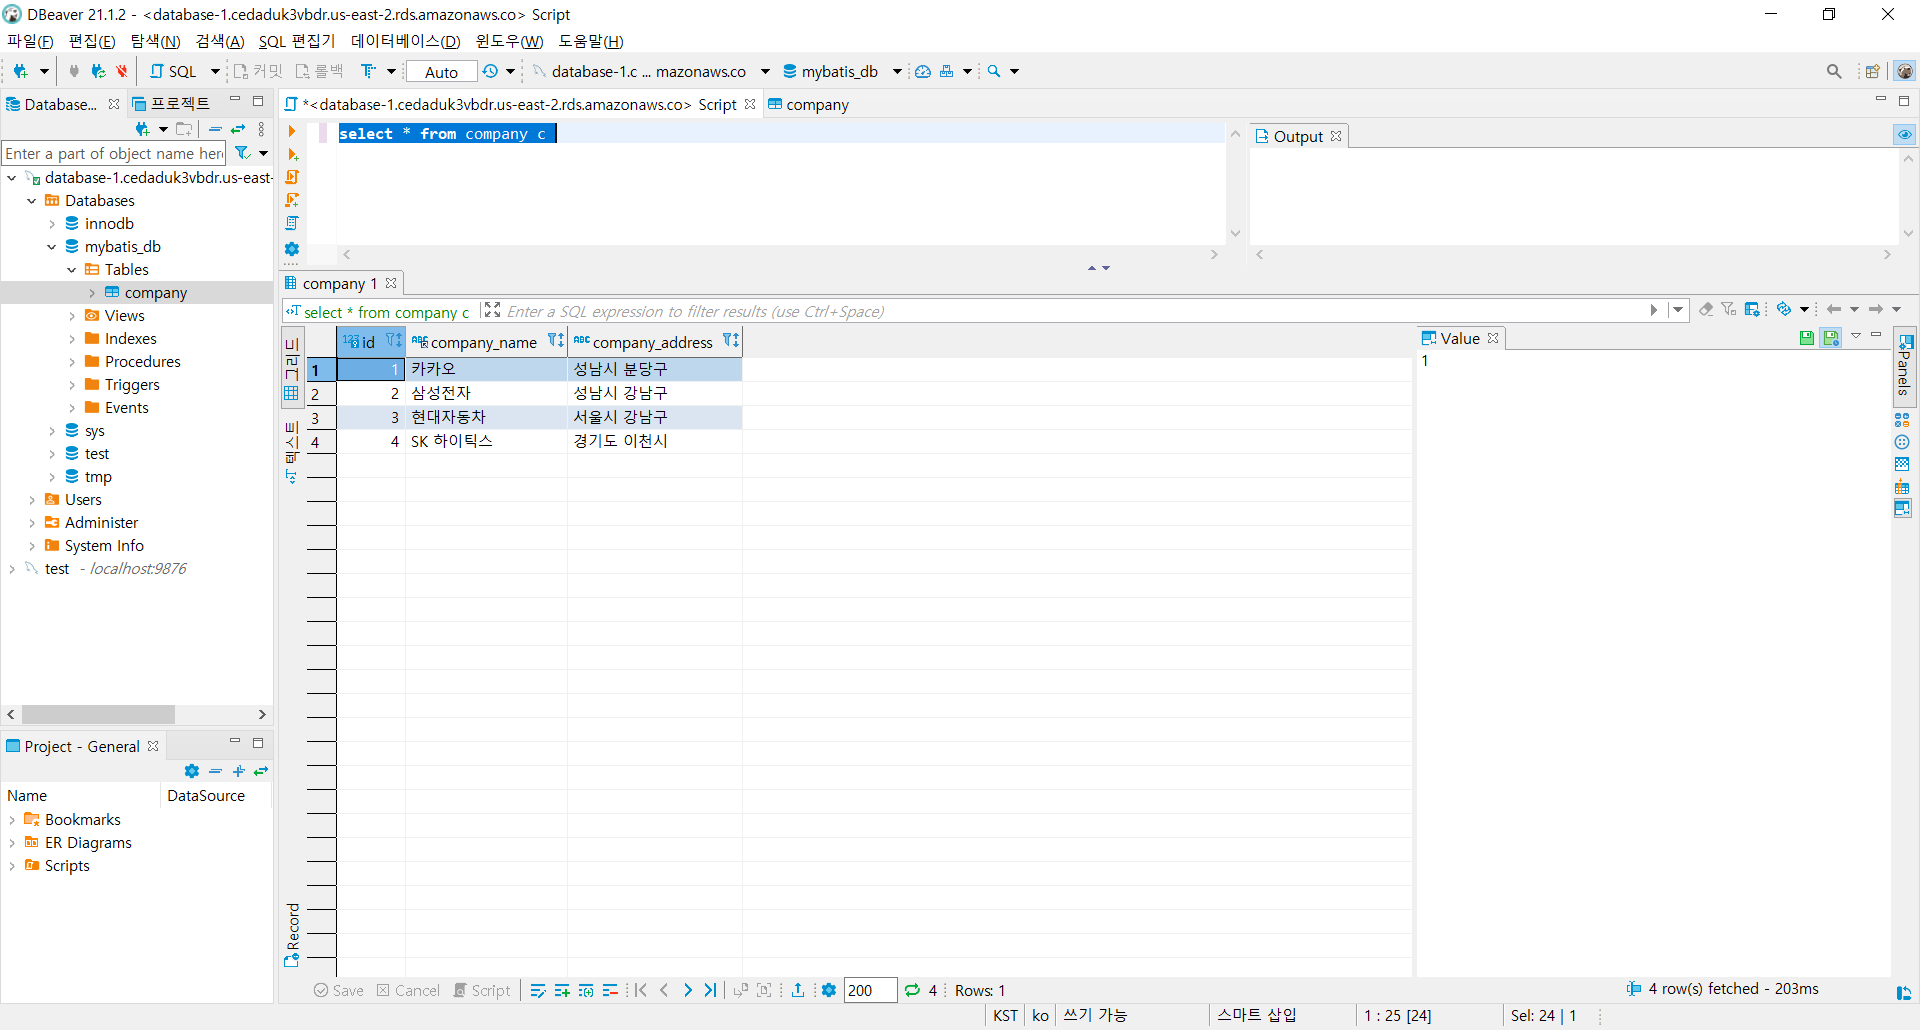 DBeaver 21.1.2 - <database-1.cedaduk3vbdr.us-east-2.rds.amazonaws.co> Script
파일(F) 편집(E) 탐색(N) 검색(A) SQL 편집기 데이터베이스(D) 윈도우(W) 도움말(H)
SQL 커밋 롤백 Auto database-1.c ... mazonaws.co mybatis_db
Database... 프로젝트
Enter a part of object name her
database-1.cedaduk3vbdr.us-east-
Databases
innodb
mybatis_db
Tables
company
Views
Indexes
Procedures
Triggers
Events
sys
test
tmp
Users
Administer
System Info
test - localhost:9876
Project - General
Name DataSource
Bookmarks
ER Diagrams
Scripts
*<database-1.cedaduk3vbdr.us-east-2.rds.amazonaws.co> Script company
select * from company c
Output
company 1
select * from company c Enter a SQL expression to filter results (use Ctrl+Space)
그리드
텍스트
Record
123 id ABC company_name ABC company_address
1 1 카카오 성남시 분당구
2 2 삼성전자 성남시 강남구
3 3 현대자동차 서울시 강남구
4 4 SK 하이틱스 경기도 이천시
Value
1
Panels
Save Cancel Script 200 4 Rows: 1
4 row(s) fetched - 203ms
KST ko 쓰기 가능 스마트 삽입 1 : 25 [24] Sel: 24 | 1